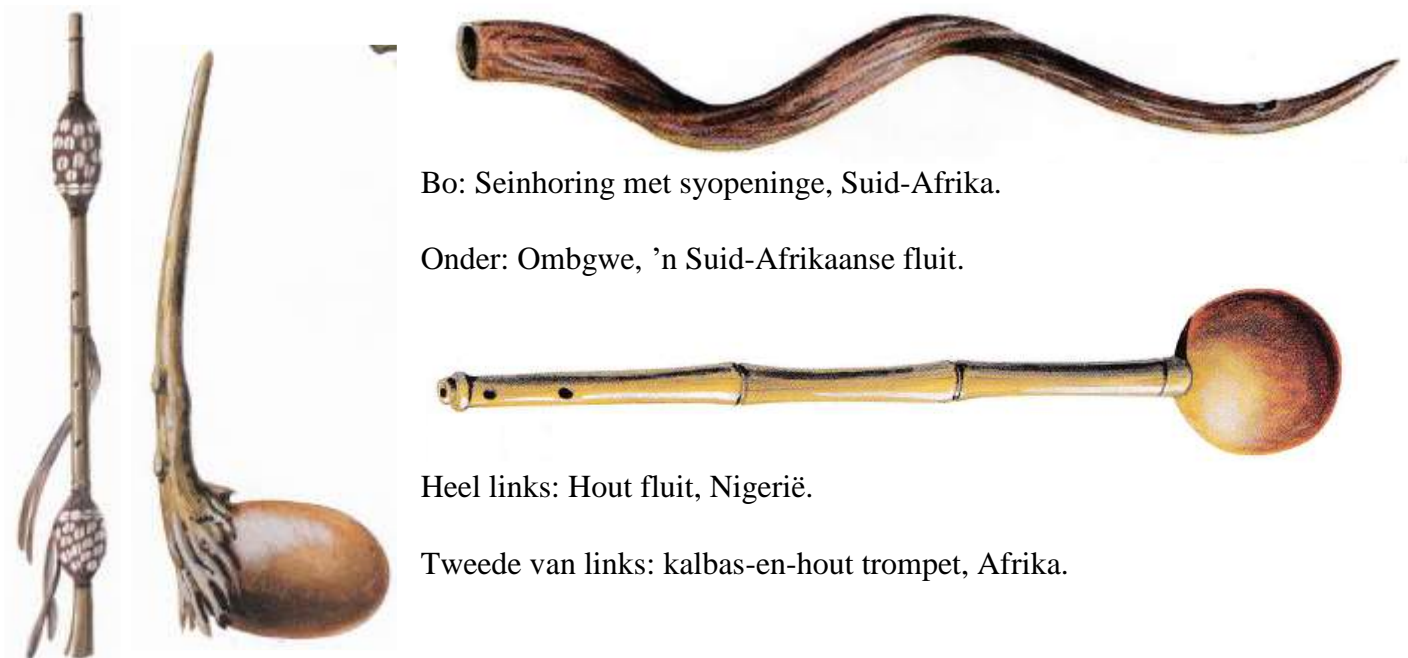 Bo: Seinhoring met syopeninge, Suid-Afrika.
Onder: Ombgwe, ’n Suid-Afrikaanse fluit.
Heel links: Hout fluit, Nigerië.
Tweede van links: kalbas-en-hout trompet, Afrika.